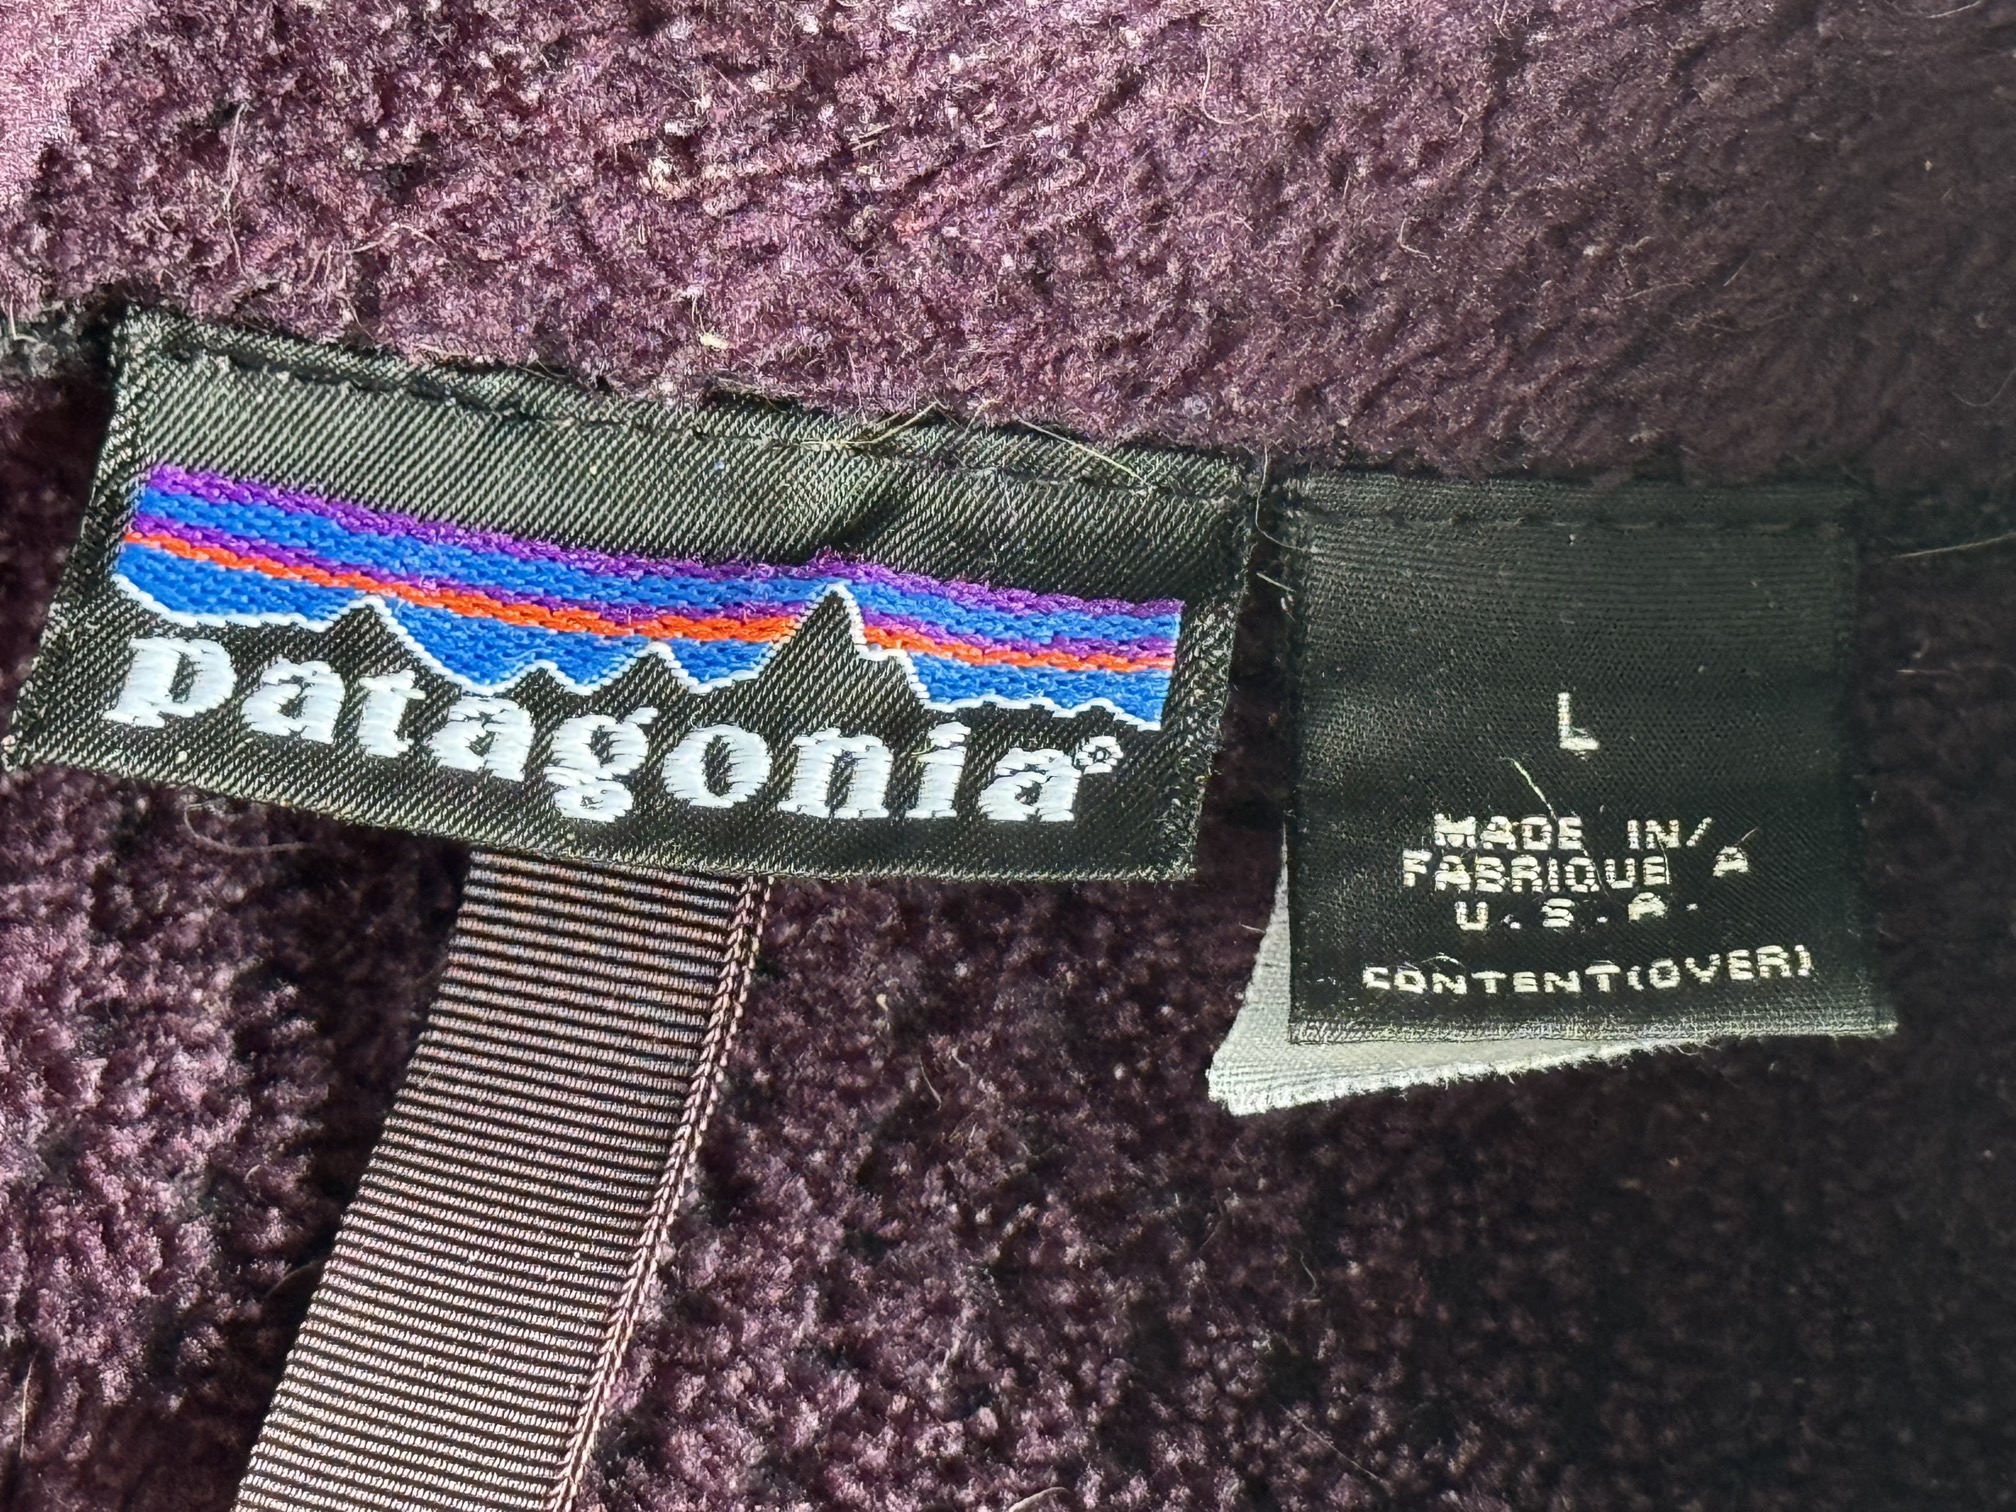 patagonia®
L
MADE IN/
FABRIQUE A
U.S.A.
CONTENT(OVER)